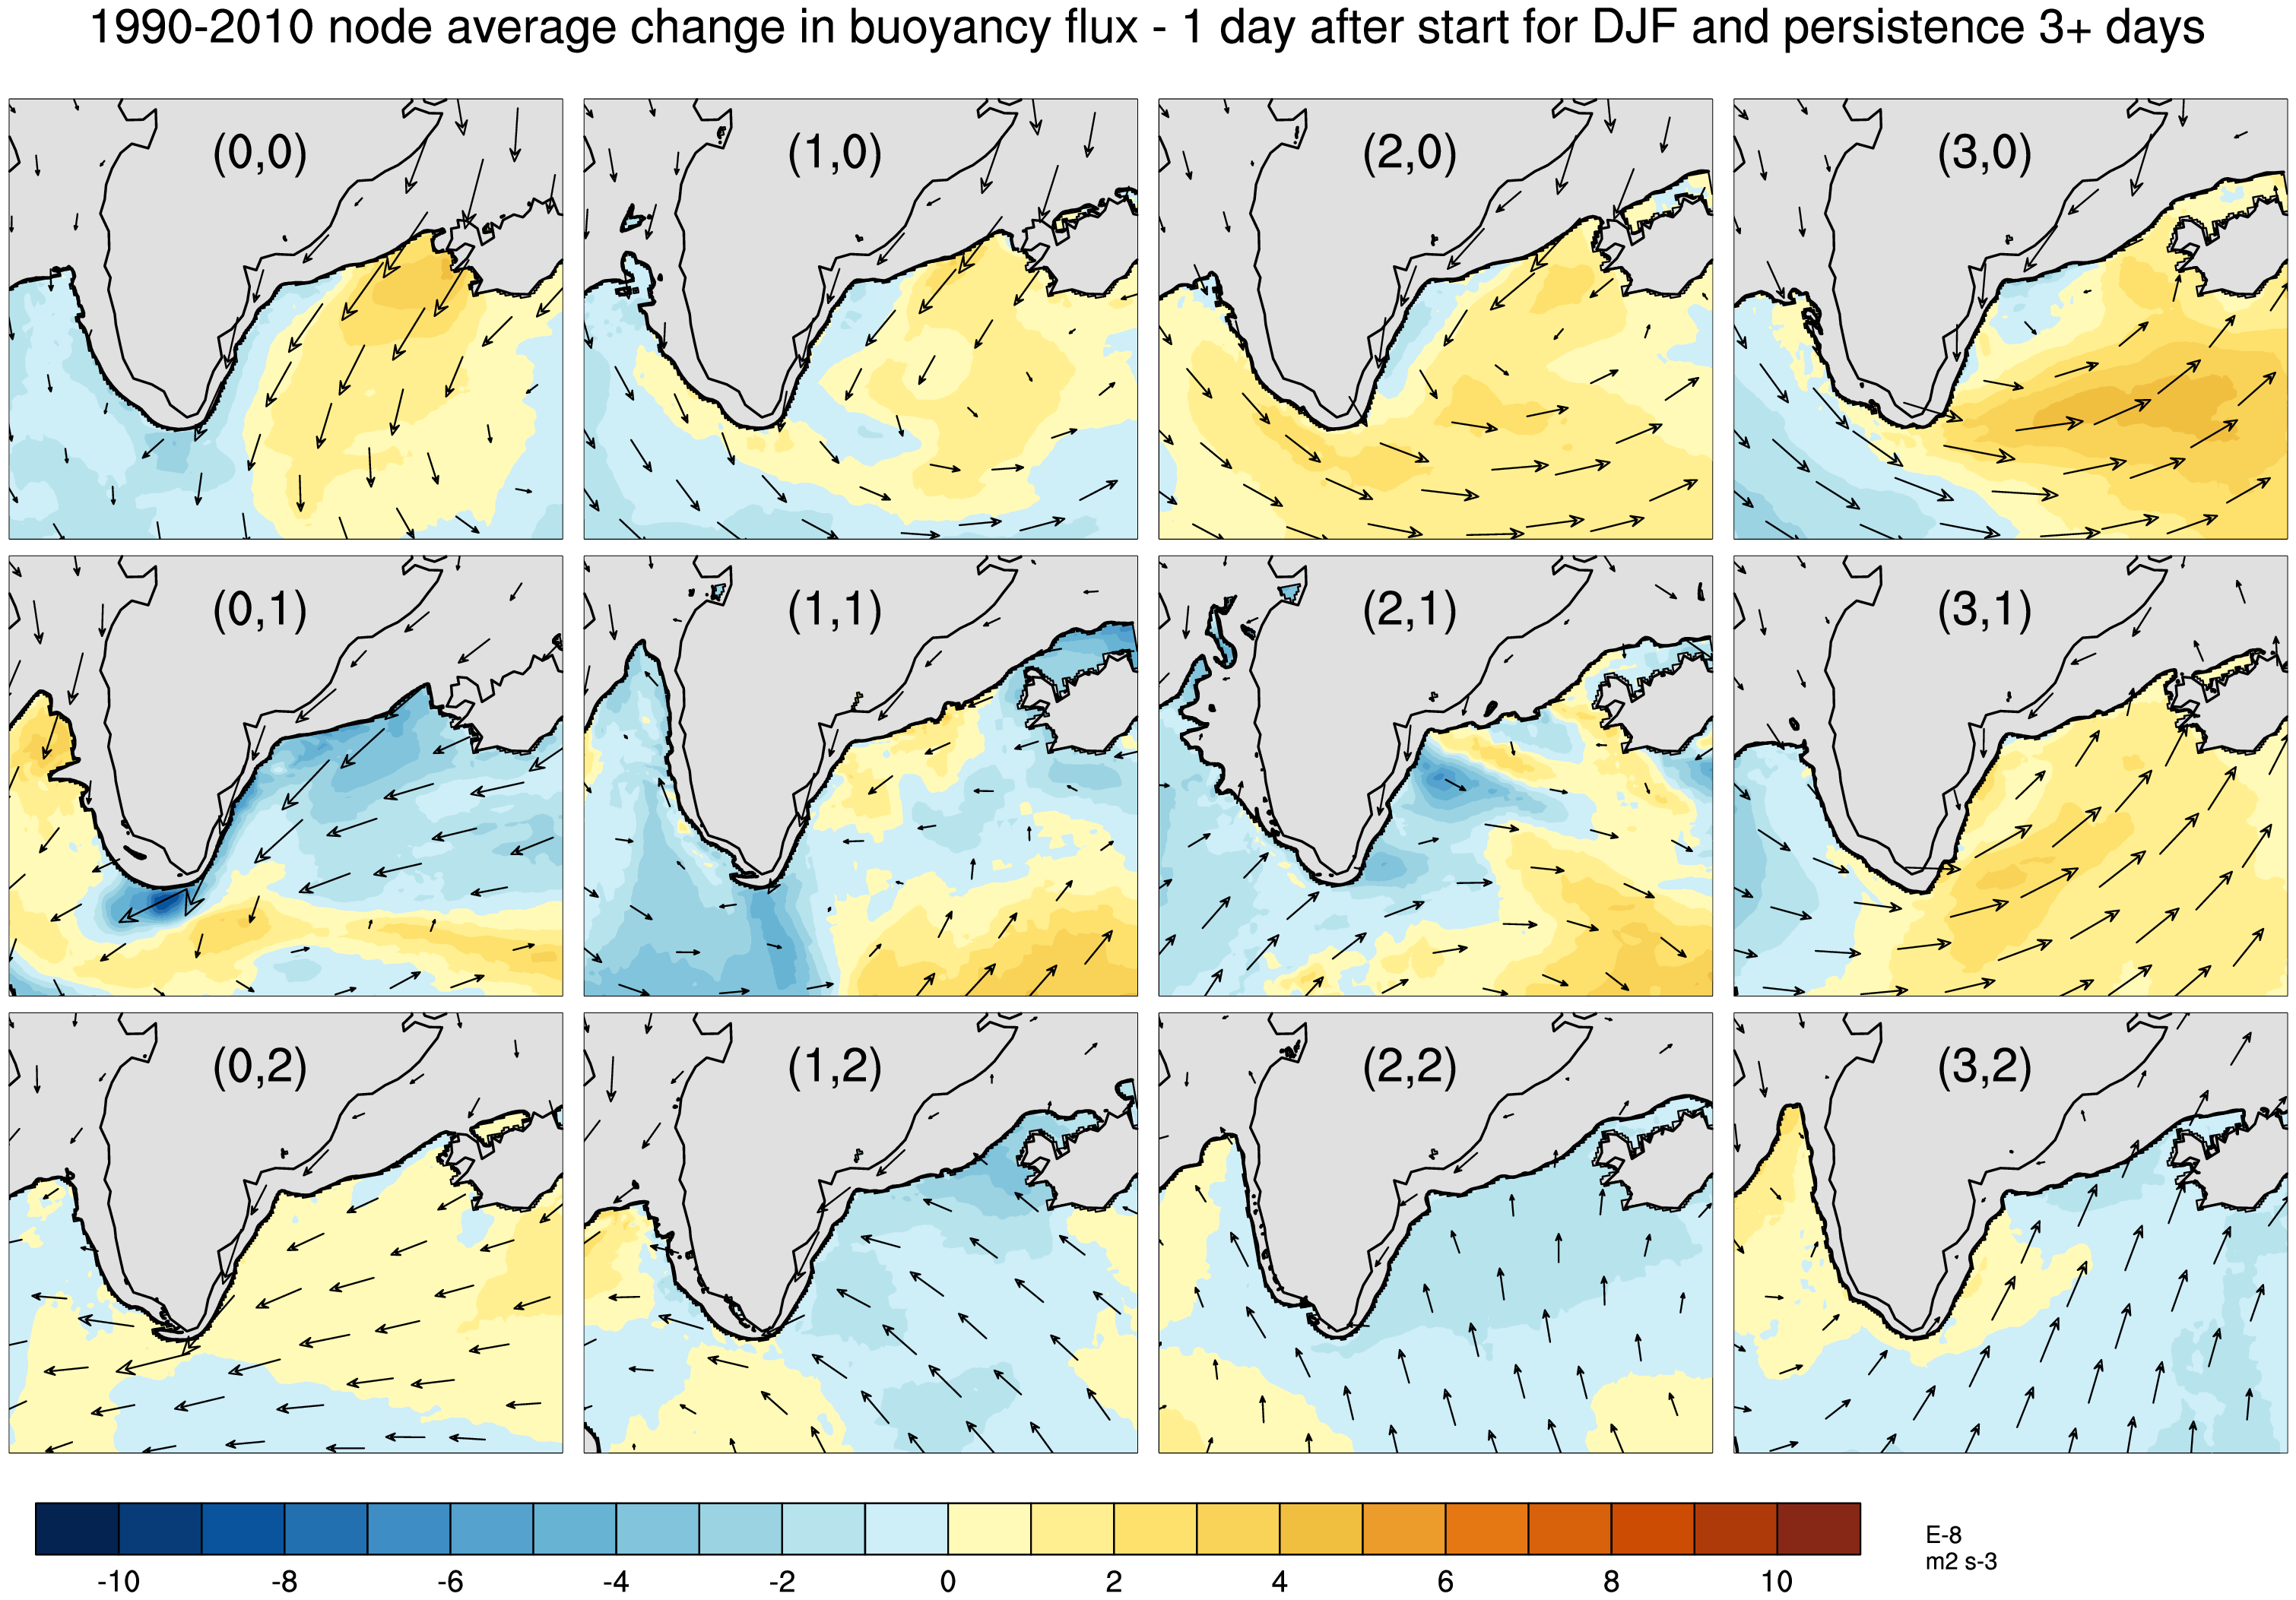 1990-2010 node average change in buoyancy flux - 1 day after start for DJF and persistence 3+ days
(0,0) (1,0) (2,0) (3,0)
(0,1) (1,1) (2,1) (3,1)
(0,2) (1,2) (2,2) (3,2)
-10 -8 -6 -4 -2 0 2 4 6 8 10
E-8
m2 s-3